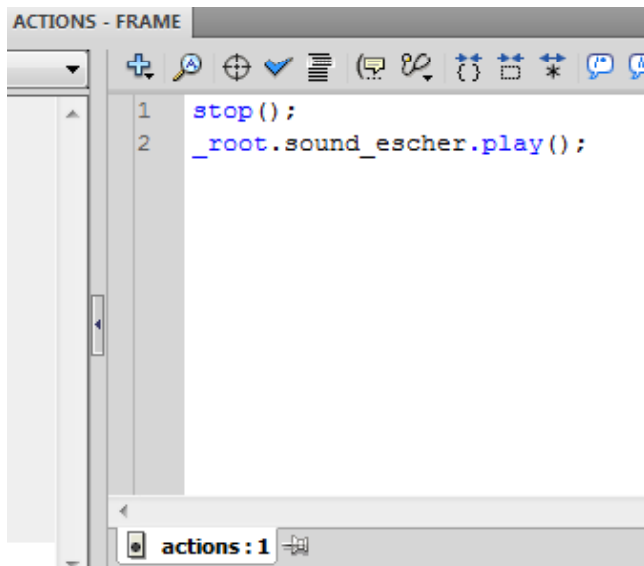 ACTIONS - FRAME
1 stop();
2 _root.sound_escher.play();
actions : 1